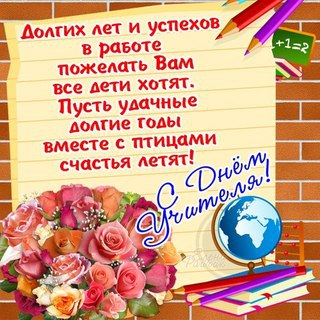 Долгих лет и успехов
в работе
пожелать Вам
все дети хотят.
Пусть удачные
долгие годы
вместе с птицами
счастья летят!
С Днём
Учителя!
+1=2